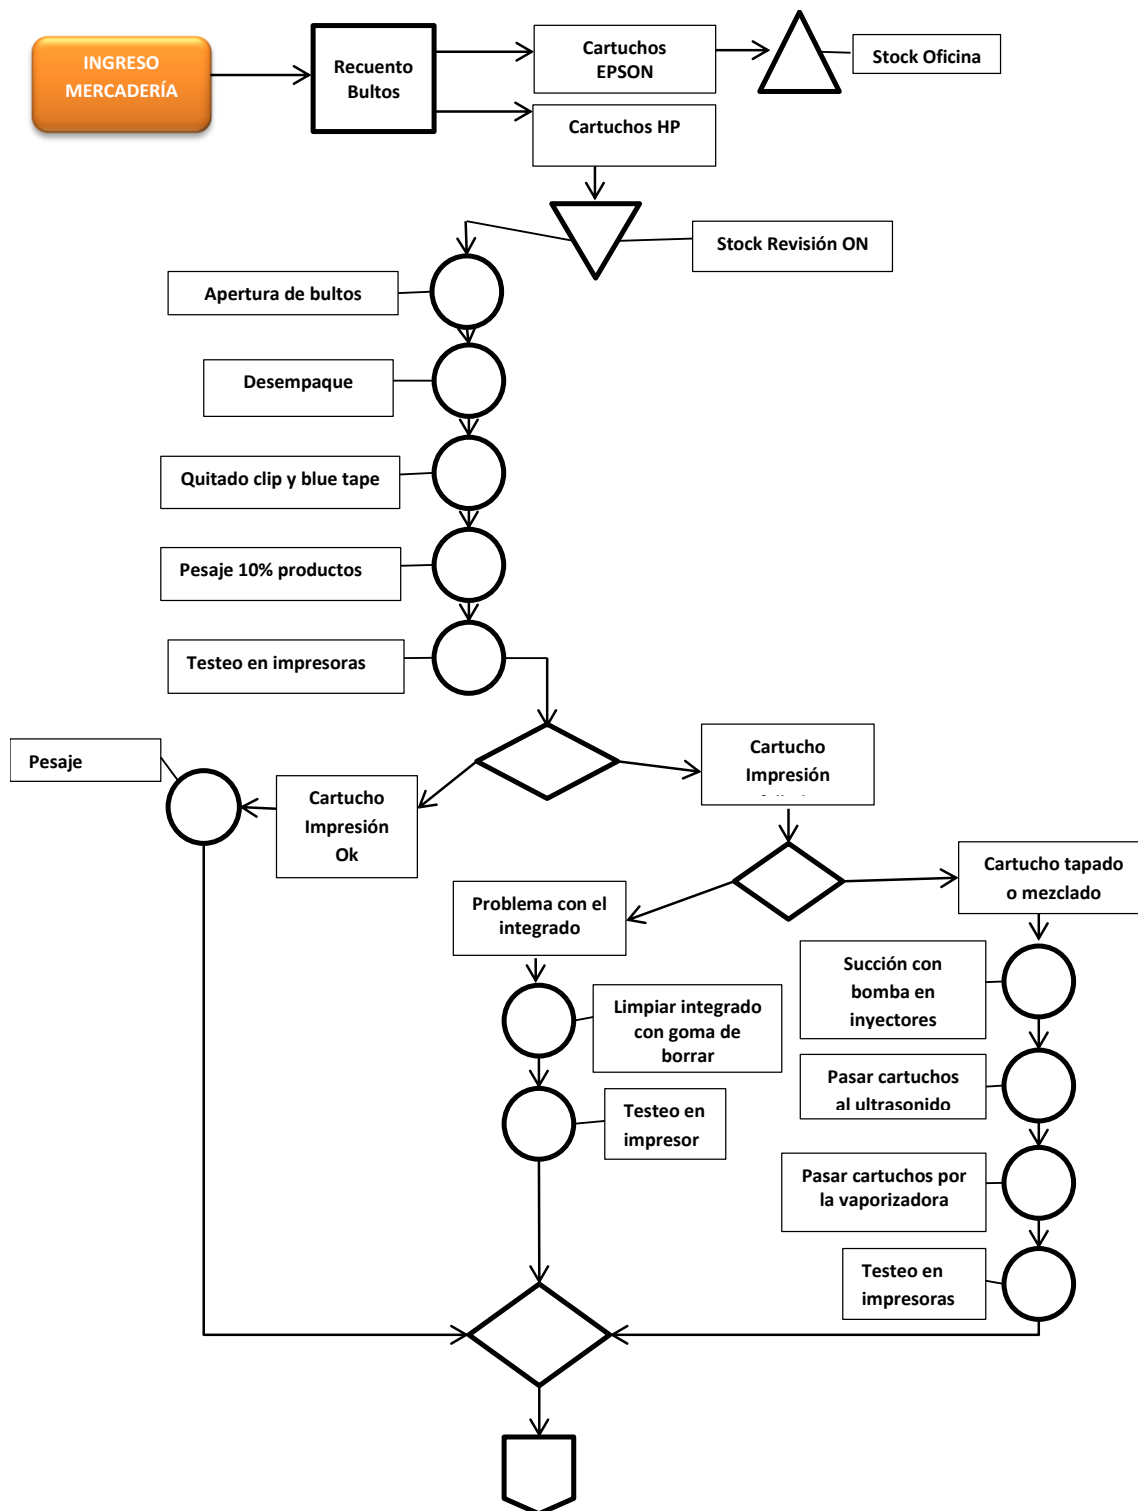 INGRESO
MERCADERÍA
Recuento
Bultos
Cartuchos
EPSON
Stock Oficina
Cartuchos HP
Stock Revisión ON
Apertura de bultos
Desempaque
Quitado clip y blue tape
Pesaje 10% productos
Testeo en impresoras
Pesaje
Cartucho
Impresión
Ok
Cartucho
Impresión
Problema con el
integrado
Cartucho tapado
o mezclado
Succión con
bomba en
inyectores
Limpiar integrado
con goma de
borrar
Pasar cartuchos
al ultrasonido
Testeo en
impresor
Pasar cartuchos por
la vaporizadora
Testeo en
impresoras